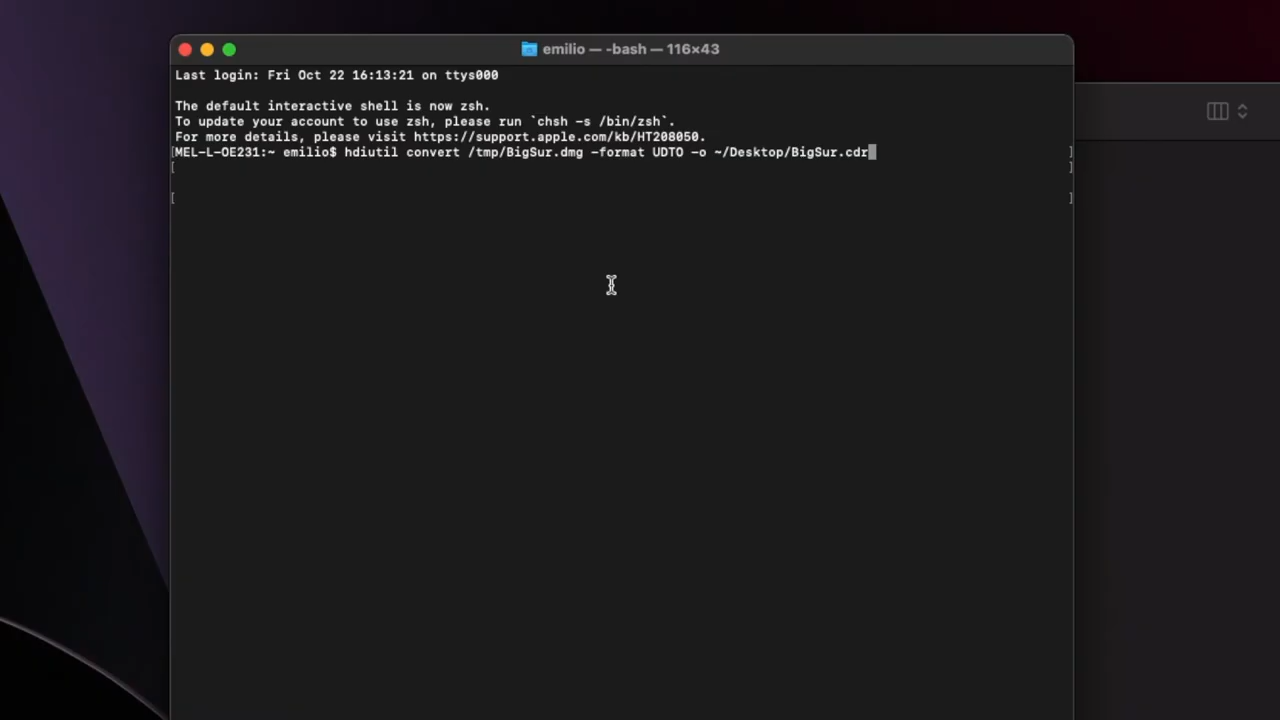 emilio — -bash — 116×43
Last login: Fri Oct 22 16:13:21 on ttys000
The default interactive shell is now zsh.
To update your account to use zsh, please run `chsh -s /bin/zsh`.
For more details, please visit https://support.apple.com/kb/HT208050.
[MEL-L-OE231:~ emilio$ hdiutil convert /tmp/BigSur.dmg -format UDTO -o ~/Desktop/BigSur.cdr ]
[ ]
[ ]